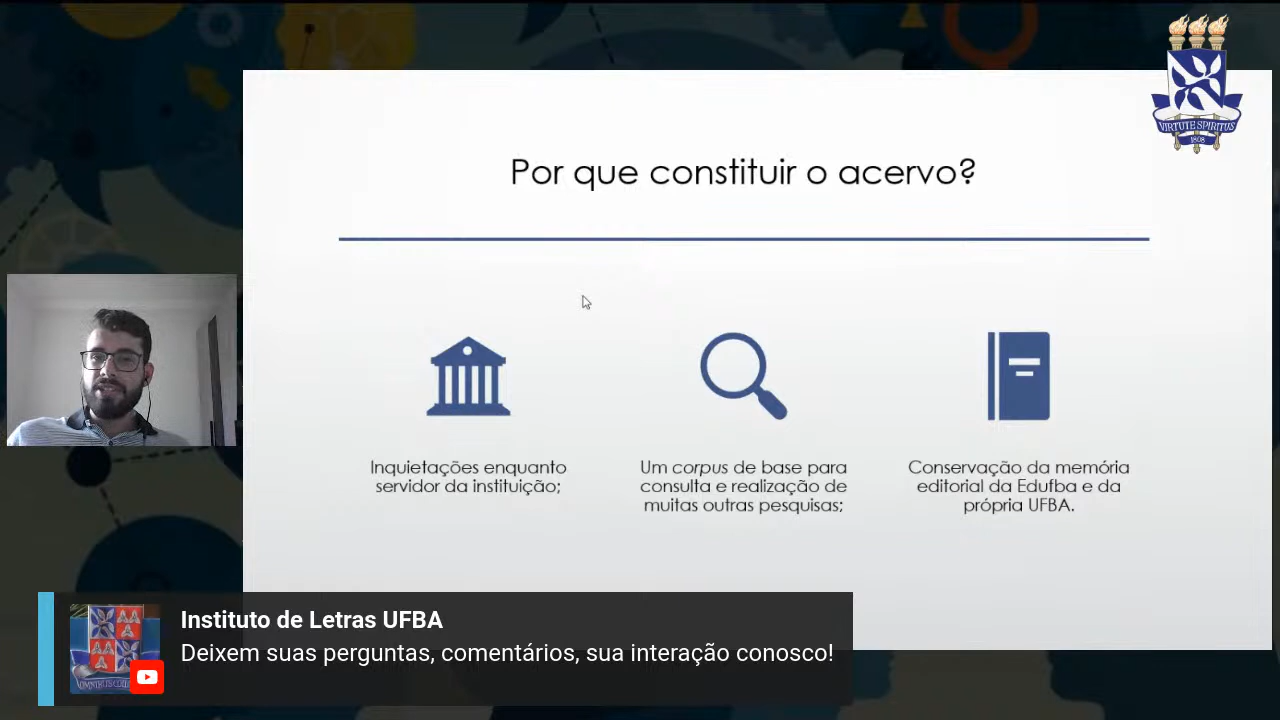 VIRTUTE SPIRITUS
1808
Por que constituir o acervo?
Inquietações enquanto
servidor da instituição;
Um corpus de base para
consulta e realização de
muitas outras pesquisas;
Conservação da memória
editorial da Edufba e da
própria UFBA.
Instituto de Letras UFBA
Deixem suas perguntas, comentários, sua interação conosco!